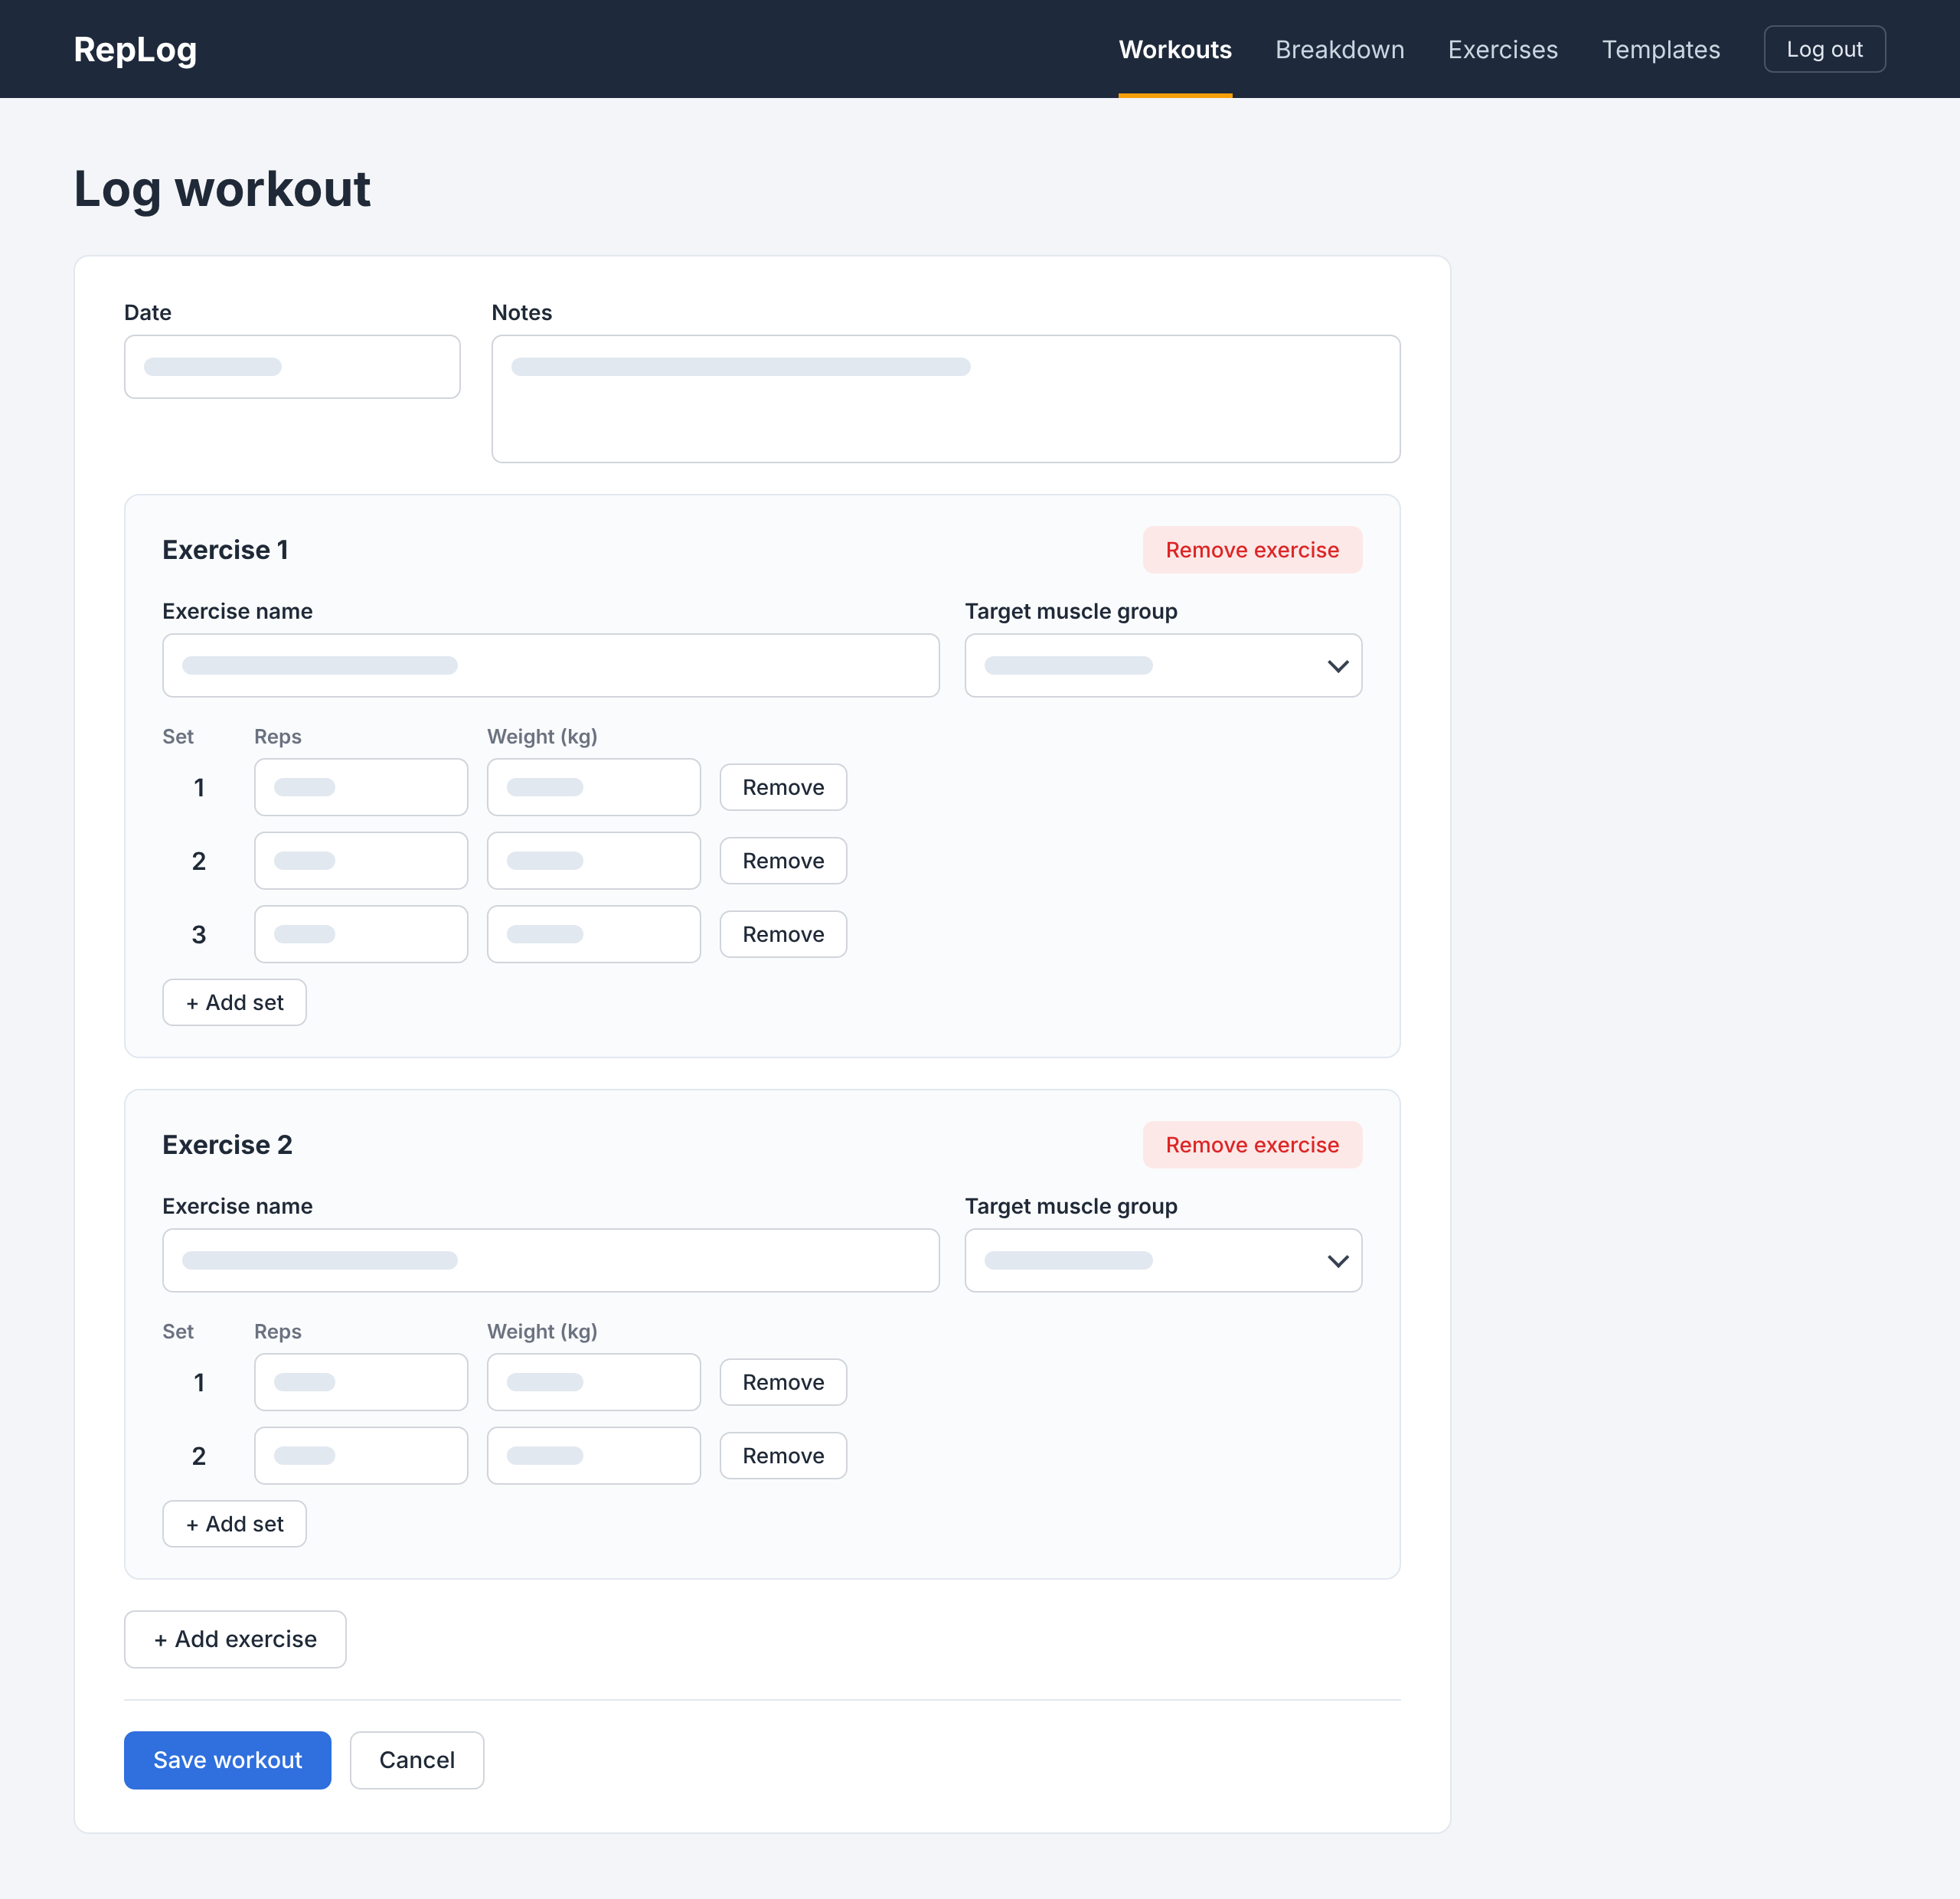 RepLog
Workouts Breakdown Exercises Templates Log out
Log workout
Date Notes
Exercise 1 Remove exercise
Exercise name Target muscle group
Set Reps Weight (kg)
1 Remove
2 Remove
3 Remove
+ Add set
Exercise 2 Remove exercise
Exercise name Target muscle group
Set Reps Weight (kg)
1 Remove
2 Remove
+ Add set
+ Add exercise
Save workout Cancel